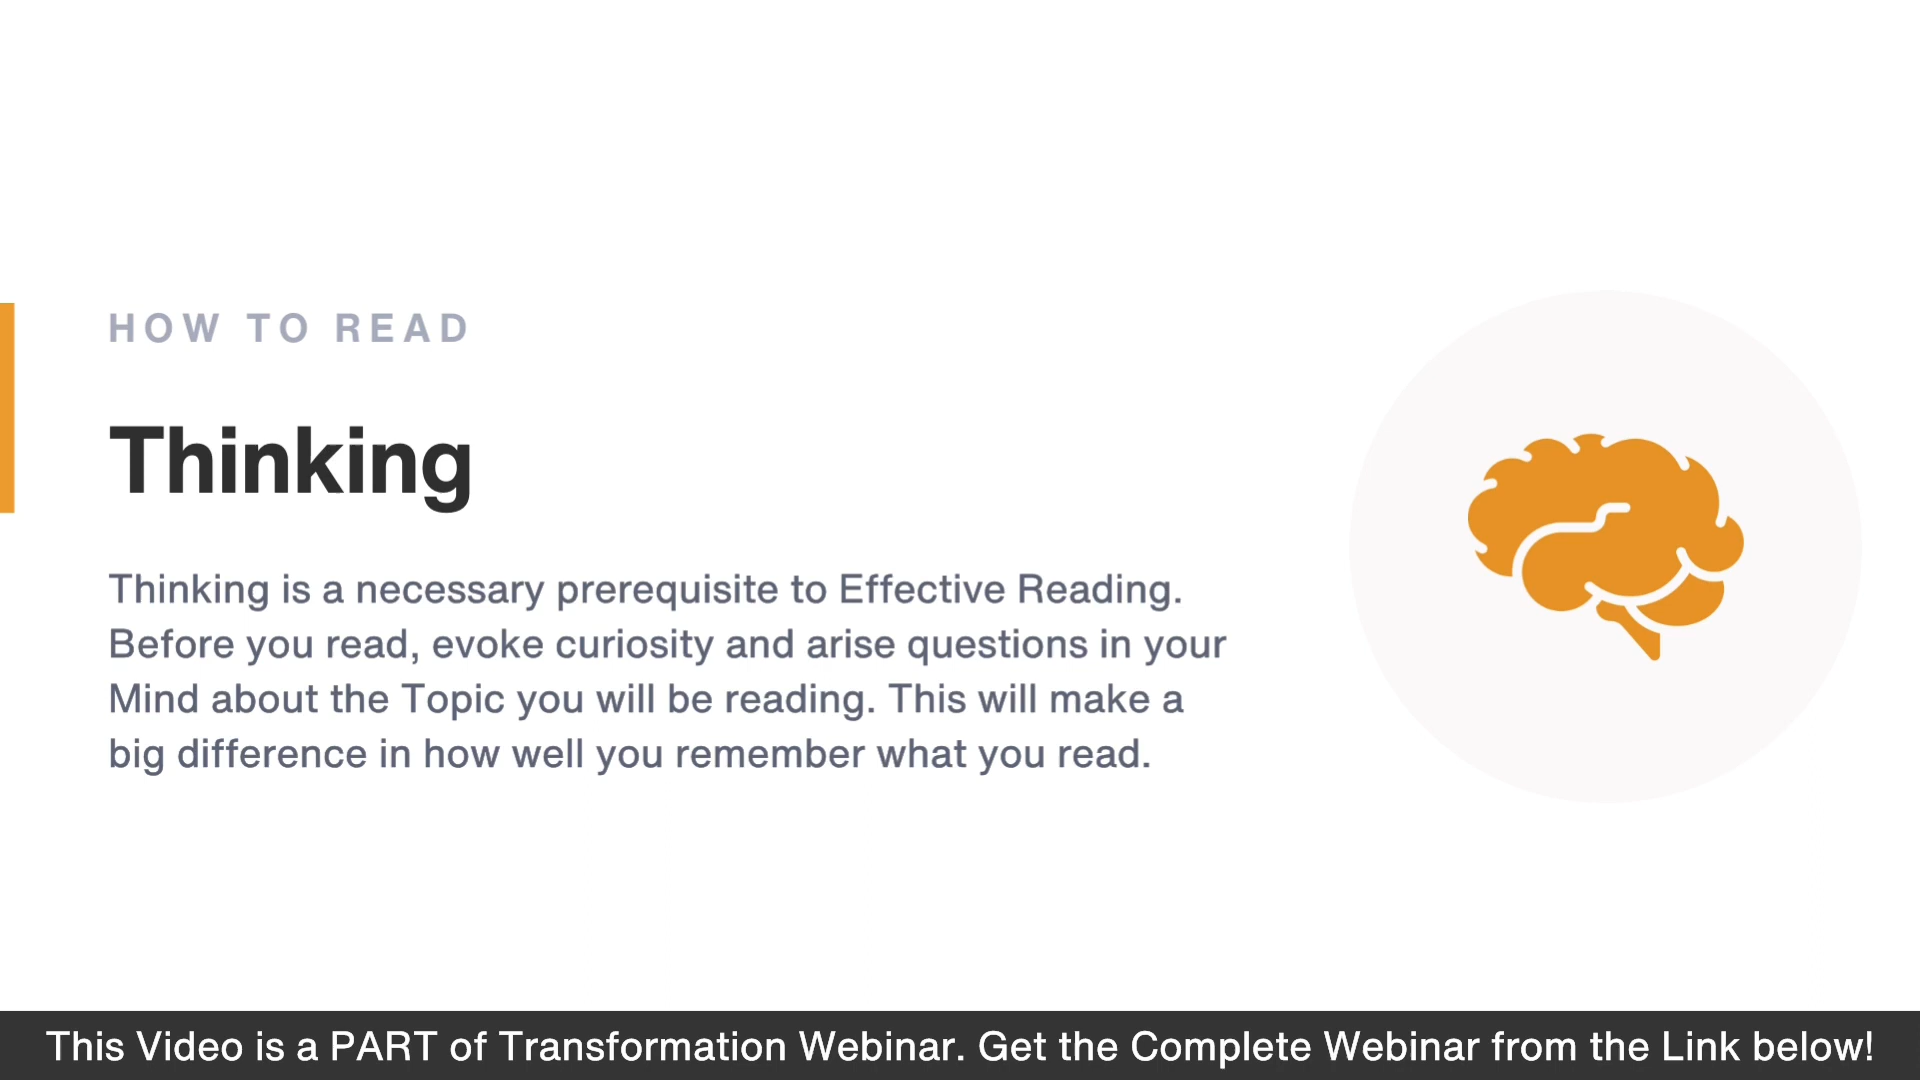 HOW TO READ
Thinking
Thinking is a necessary prerequisite to Effective Reading.
Before you read, evoke curiosity and arise questions in your
Mind about the Topic you will be reading. This will make a
big difference in how well you remember what you read.
This Video is a PART of Transformation Webinar. Get the Complete Webinar from the Link below!